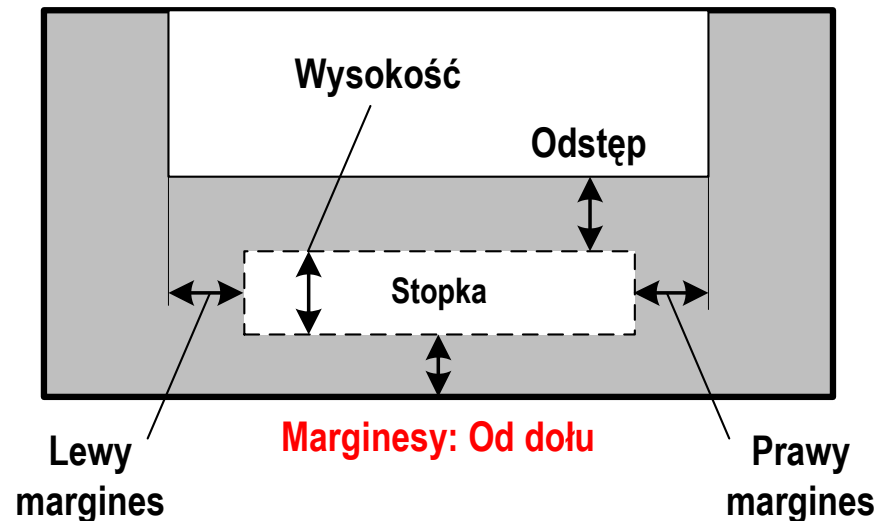 Wysokość
Odstęp
Stopka
Marginesy: Od dołu
Lewy
margines
Prawy
margines